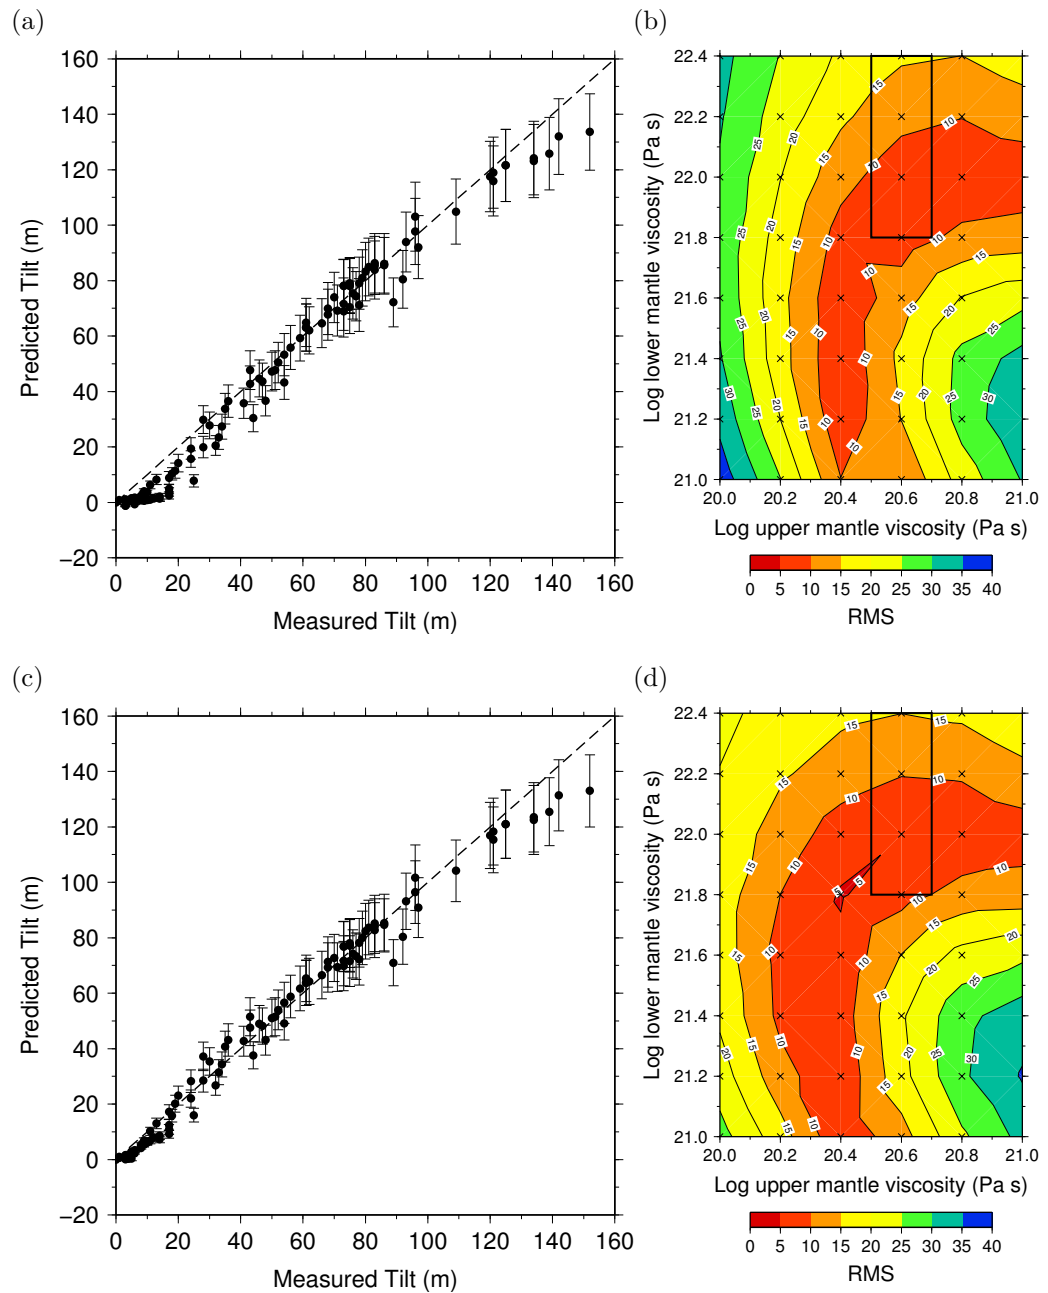 (a)
160
140
120
100
80
60
40
20
0
−20
Predicted Tilt (m)
0 20 40 60 80 100 120 140 160
Measured Tilt (m)
(b)
22.4
22.2
22.0
21.8
21.6
21.4
21.2
21.0
Log lower mantle viscosity (Pa s)
20.0 20.2 20.4 20.6 20.8 21.0
Log upper mantle viscosity (Pa s)
0 5 10 15 20 25 30 35 40
RMS
(c)
160
140
120
100
80
60
40
20
0
−20
Predicted Tilt (m)
0 20 40 60 80 100 120 140 160
Measured Tilt (m)
(d)
22.4
22.2
22.0
21.8
21.6
21.4
21.2
21.0
Log lower mantle viscosity (Pa s)
20.0 20.2 20.4 20.6 20.8 21.0
Log upper mantle viscosity (Pa s)
0 5 10 15 20 25 30 35 40
RMS